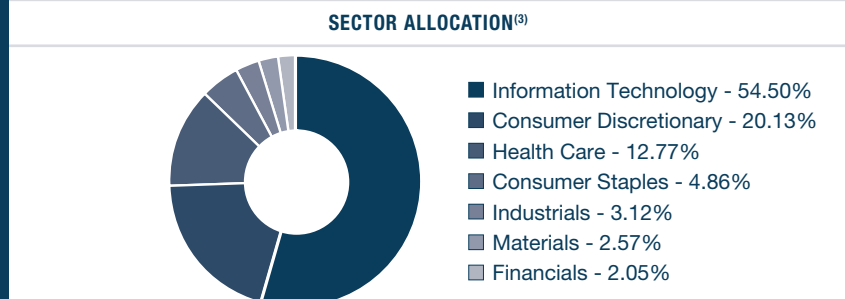 SECTOR ALLOCATION(3)
Information Technology - 54.50%
Consumer Discretionary - 20.13%
Health Care - 12.77%
Consumer Staples - 4.86%
Industrials - 3.12%
Materials - 2.57%
Financials - 2.05%